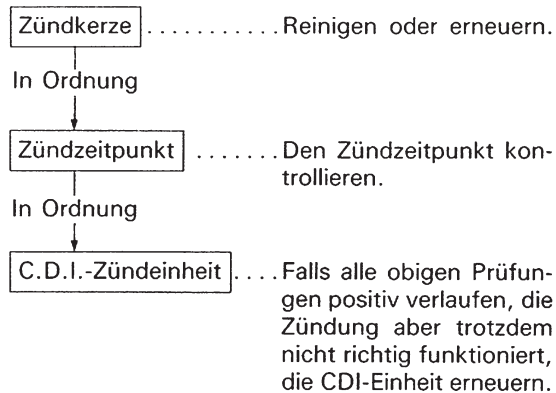 Zündkerze ........... Reinigen oder erneuern.
In Ordnung
Zündzeitpunkt ....... Den Zündzeitpunkt kon-
trollieren.
In Ordnung
C.D.I.-Zündeinheit .... Falls alle obigen Prüfun-
gen positiv verlaufen, die
Zündung aber trotzdem
nicht richtig funktioniert,
die CDI-Einheit erneuern.